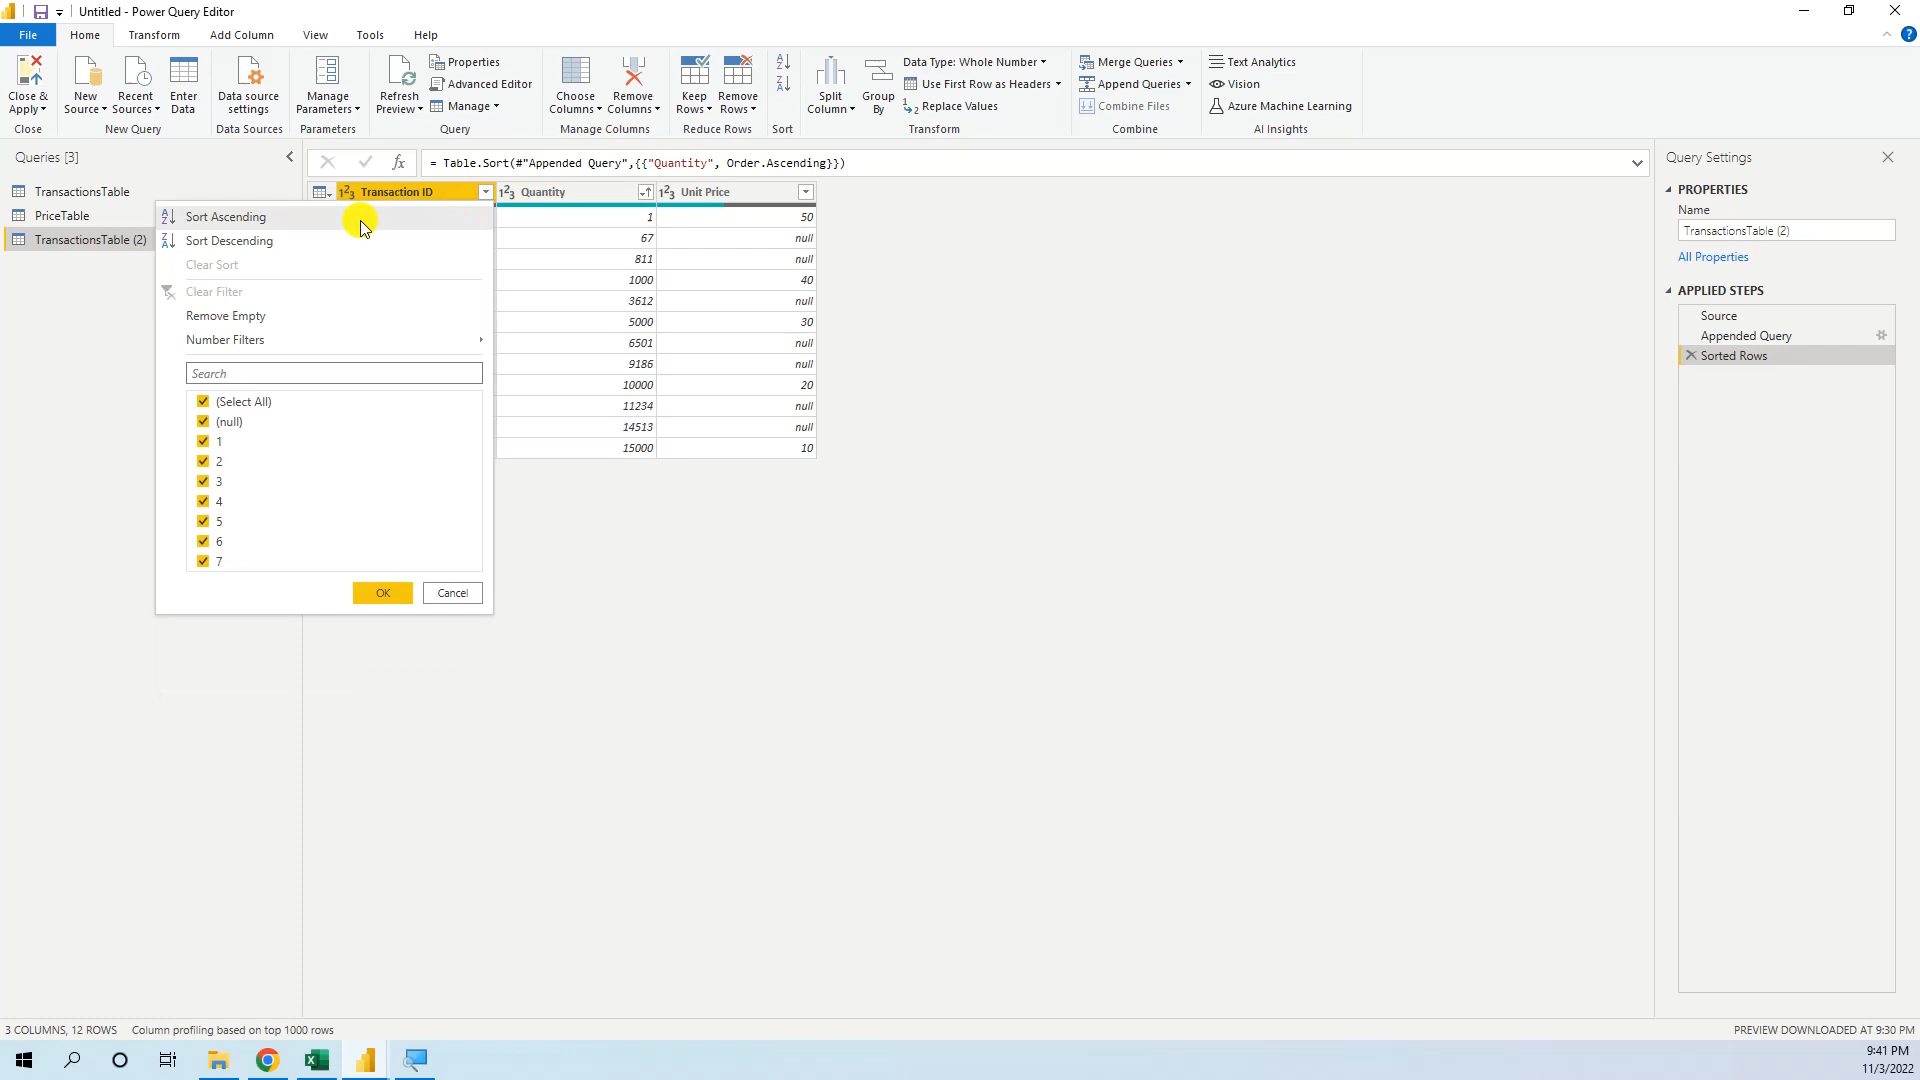 Untitled - Power Query Editor
File Home Transform Add Column View Tools Help
Close & Apply
New Source
Recent Sources
Enter Data
Data source settings
Manage Parameters
Refresh Preview
Properties
Advanced Editor
Manage
Choose Columns
Remove Columns
Keep Rows
Remove Rows
Split Column
Group By
Data Type: Whole Number
Use First Row as Headers
Replace Values
Merge Queries
Append Queries
Combine Files
Text Analytics
Vision
Azure Machine Learning
Close New Query Data Sources Parameters Query Manage Columns Reduce Rows Sort Transform Combine AI Insights
Queries [3]
TransactionsTable
PriceTable
TransactionsTable (2)
fx = Table.Sort(#"Appended Query",{{"Quantity", Order.Ascending}})
123 Transaction ID 123 Quantity 123 Unit Price
1 50
67 null
811 null
1000 40
3612 null
5000 30
6501 null
9186 null
10000 20
11234 null
14513 null
15000 10
Sort Ascending
Sort Descending
Clear Sort
Clear Filter
Remove Empty
Number Filters
Search
(Select All)
(null)
1
2
3
4
5
6
7
OK Cancel
Query Settings
PROPERTIES
Name
TransactionsTable (2)
All Properties
APPLIED STEPS
Source
Appended Query
Sorted Rows
3 COLUMNS, 12 ROWS Column profiling based on top 1000 rows
PREVIEW DOWNLOADED AT 9:30 PM
9:41 PM
11/3/2022